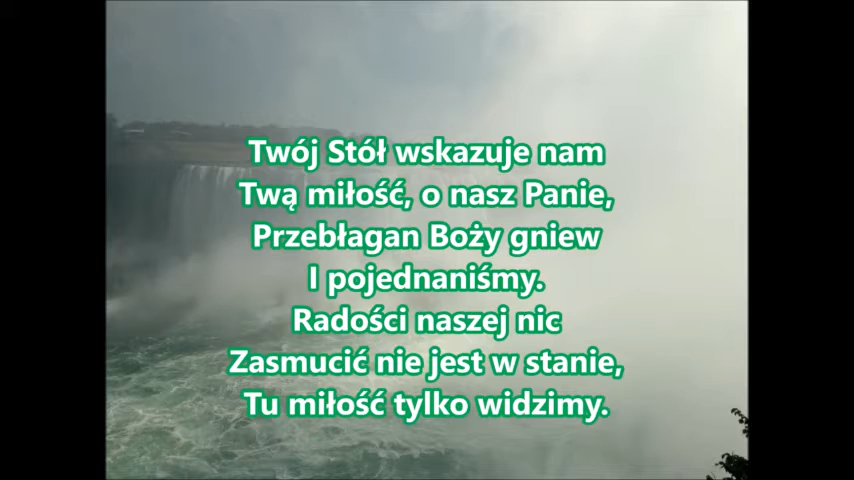 Twój Stół wskazuje nam
Twą miłość, o nasz Panie,
Przebłagan Boży gniew
I pojednaniśmy.
Radości naszej nic
Zasmucić nie jest w stanie,
Tu miłość tylko widzimy.